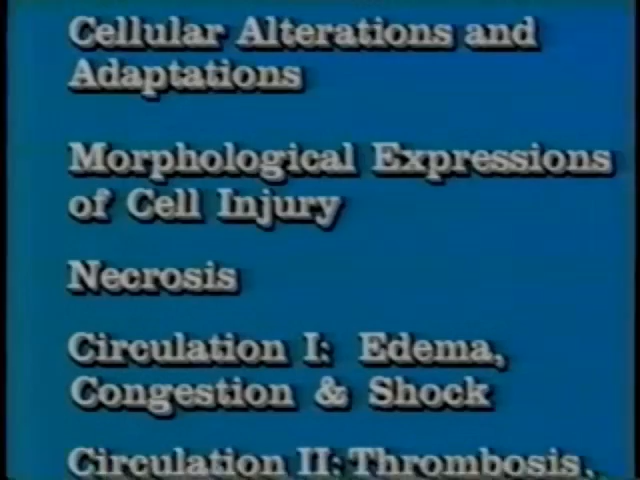 Cellular Alterations and
Adaptations
Morphological Expressions
of Cell Injury
Necrosis
Circulation I: Edema,
Congestion & Shock
Circulation II: Thrombosis,